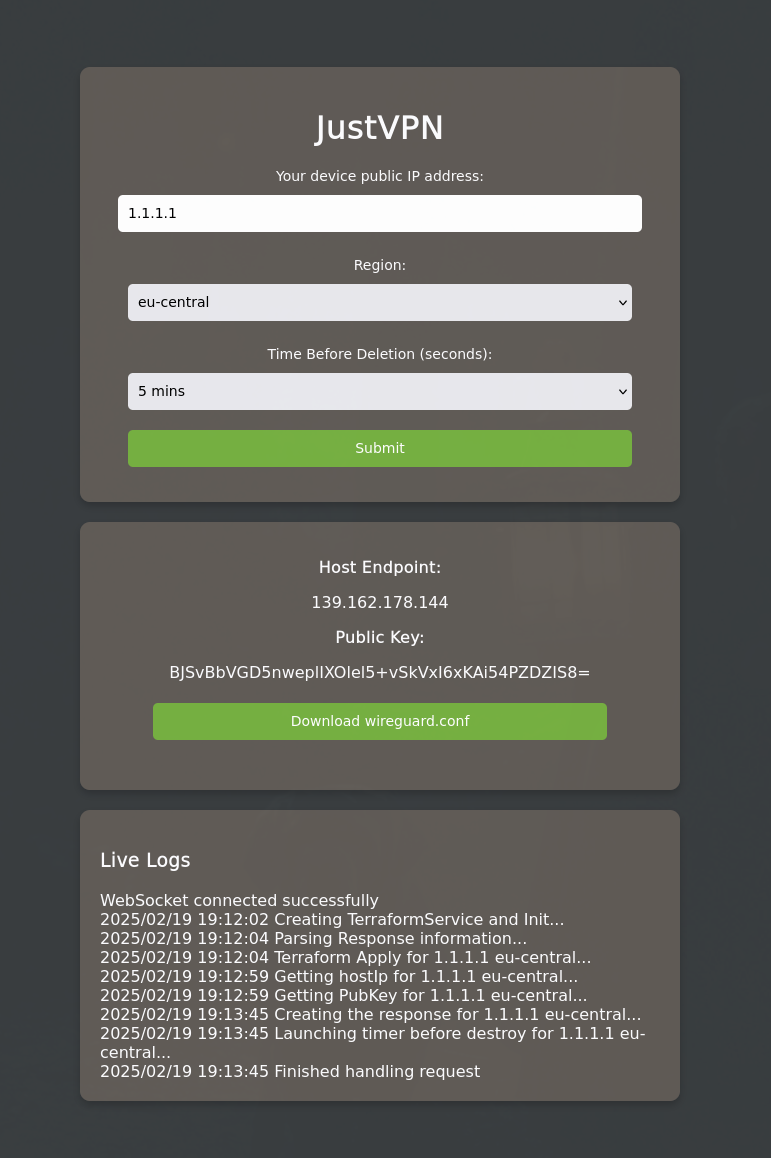 JustVPN
Your device public IP address:
1.1.1.1
Region:
eu-central
Time Before Deletion (seconds):
5 mins
Submit
Host Endpoint:
139.162.178.144
Public Key:
BJSvBbVGD5nwepIIXOIel5+vSkVxI6xKAi54PZDZIS8=
Download wireguard.conf
Live Logs
WebSocket connected successfully
2025/02/19 19:12:02 Creating TerraformService and Init...
2025/02/19 19:12:04 Parsing Response information...
2025/02/19 19:12:04 Terraform Apply for 1.1.1.1 eu-central...
2025/02/19 19:12:59 Getting hostIp for 1.1.1.1 eu-central...
2025/02/19 19:12:59 Getting PubKey for 1.1.1.1 eu-central...
2025/02/19 19:13:45 Creating the response for 1.1.1.1 eu-central...
2025/02/19 19:13:45 Launching timer before destroy for 1.1.1.1 eu-
central...
2025/02/19 19:13:45 Finished handling request